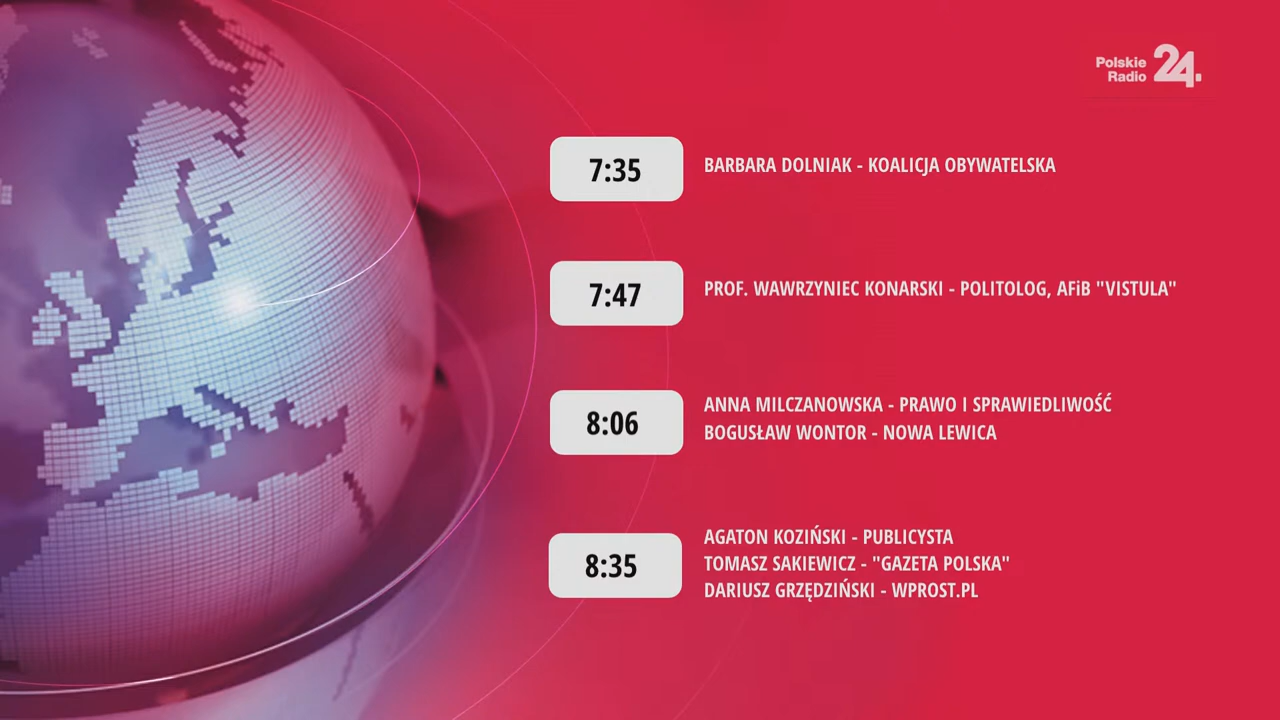 Polskie
Radio 24.
7:35 BARBARA DOLNIAK - KOALICJA OBYWATELSKA
7:47 PROF. WAWRZYNIEC KONARSKI - POLITOLOG, AFiB "VISTULA"
8:06 ANNA MILCZANOWSKA - PRAWO I SPRAWIEDLIWOŚĆ
BOGUSŁAW WONTOR - NOWA LEWICA
8:35 AGATON KOZIŃSKI - PUBLICYSTA
TOMASZ SAKIEWICZ - "GAZETA POLSKA"
DARIUSZ GRZĘDZIŃSKI - WPROST.PL